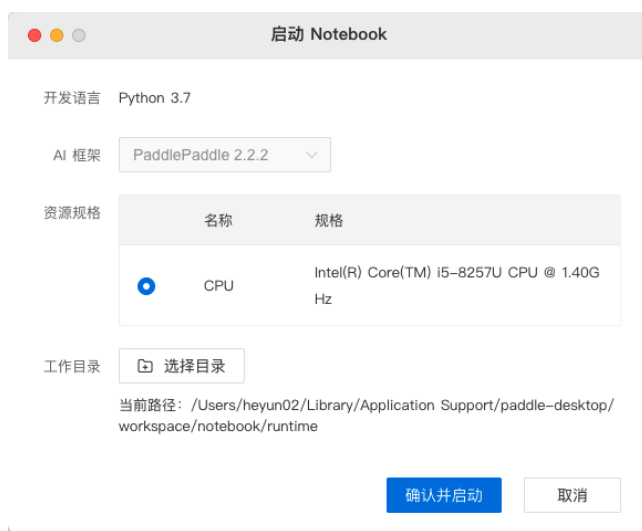 启动 Notebook
开发语言 Python 3.7
AI 框架 PaddlePaddle 2.2.2
资源规格 名称 规格
CPU Intel(R) Core(TM) i5-8257U CPU @ 1.40G
Hz
工作目录 选择目录
当前路径：/Users/heyun02/Library/Application Support/paddle-desktop/
workspace/notebook/runtime
确认并启动 取消